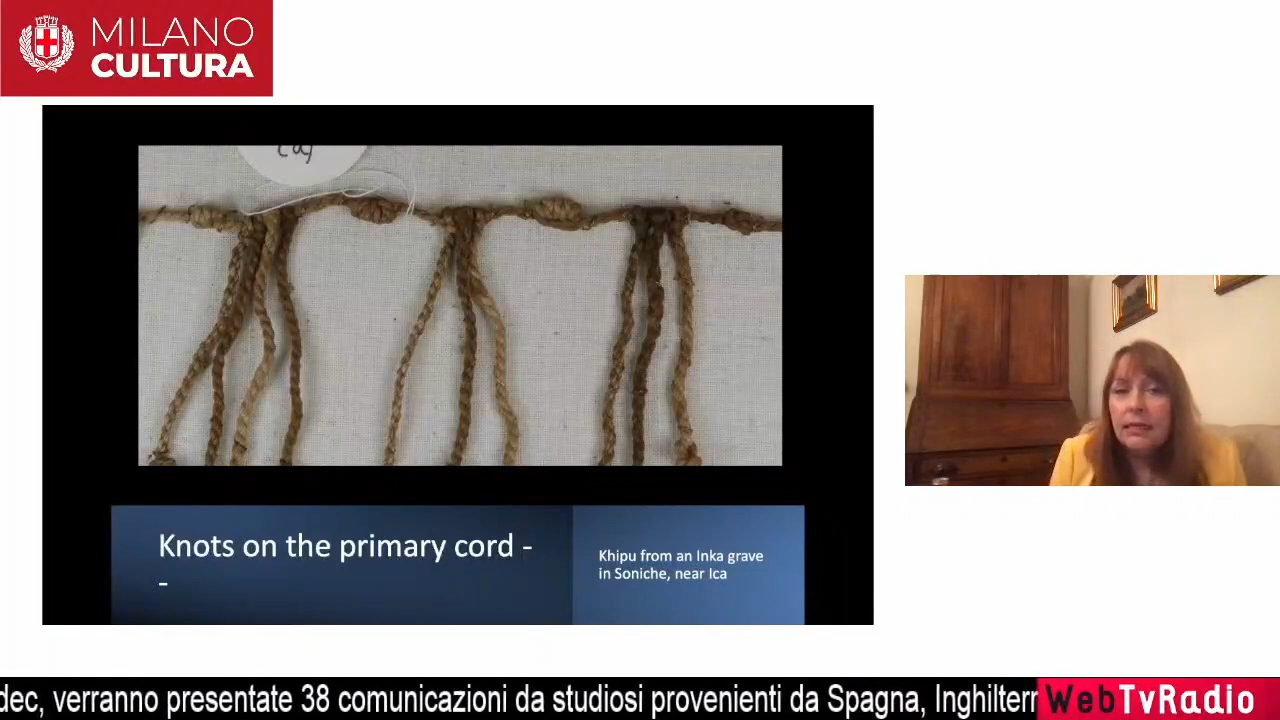 MILANO
CULTURA
Knots on the primary cord -
-
Khipu from an Inka grave
in Soniche, near Ica
dec, verranno presentate 38 comunicazioni da studiosi provenienti da Spagna, Inghilterr
WebTvRadio